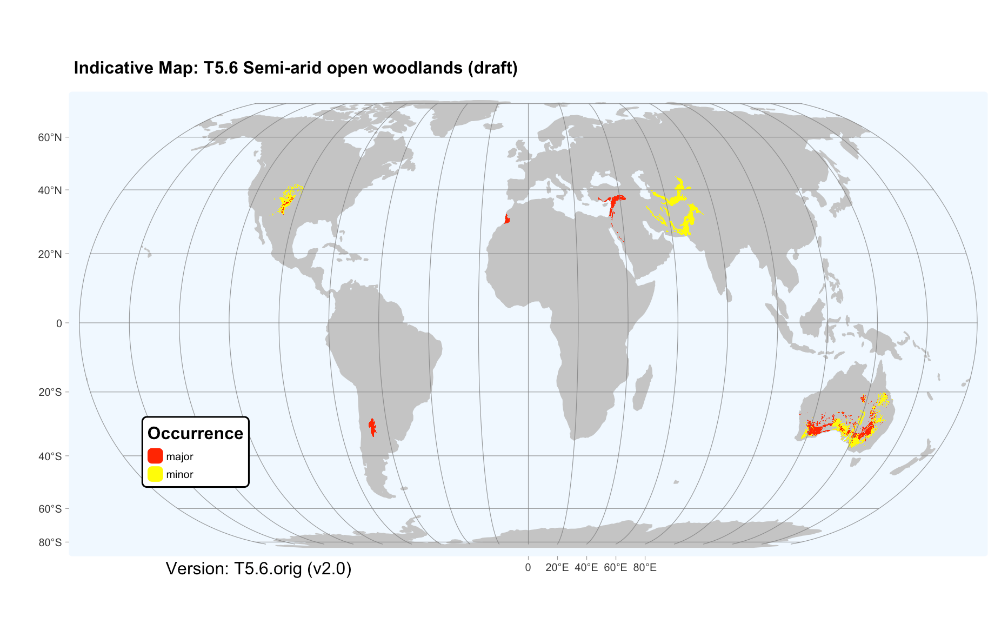 Indicative Map: T5.6 Semi-arid open woodlands (draft)
60°N
40°N
20°N
0
20°S
40°S
60°S
80°S
Occurrence
major
minor
0 20°E 40°E 60°E 80°E
Version: T5.6.orig (v2.0)